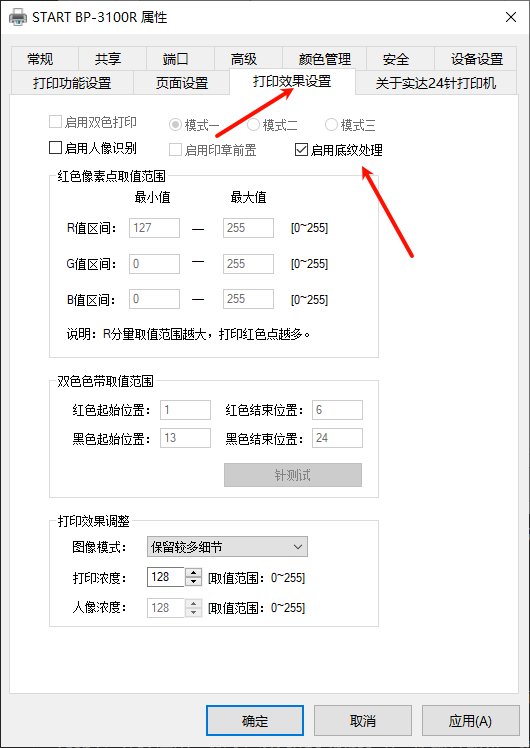 START BP-3100R 属性
常规 共享 端口 高级 颜色管理 安全 设备设置
打印功能设置 页面设置 打印效果设置 关于实达24针打印机
启用双色打印 模式一 模式二 模式三
启用人像识别 启用印章前置 启用底纹处理
红色像素点取值范围
最小值 最大值
R值区间： 127 — 255 [0~255]
G值区间： 0 — 255 [0~255]
B值区间： 0 — 255 [0~255]
说明：R分量取值范围越大，打印红色点越多。
双色色带取值范围
红色起始位置： 1 红色结束位置： 6
黑色起始位置： 13 黑色结束位置： 24
针测试
打印效果调整
图像模式： 保留较多细节
打印浓度： 128 [取值范围：0~255]
人像浓度： 128 [取值范围：0~255]
确定 取消 应用(A)